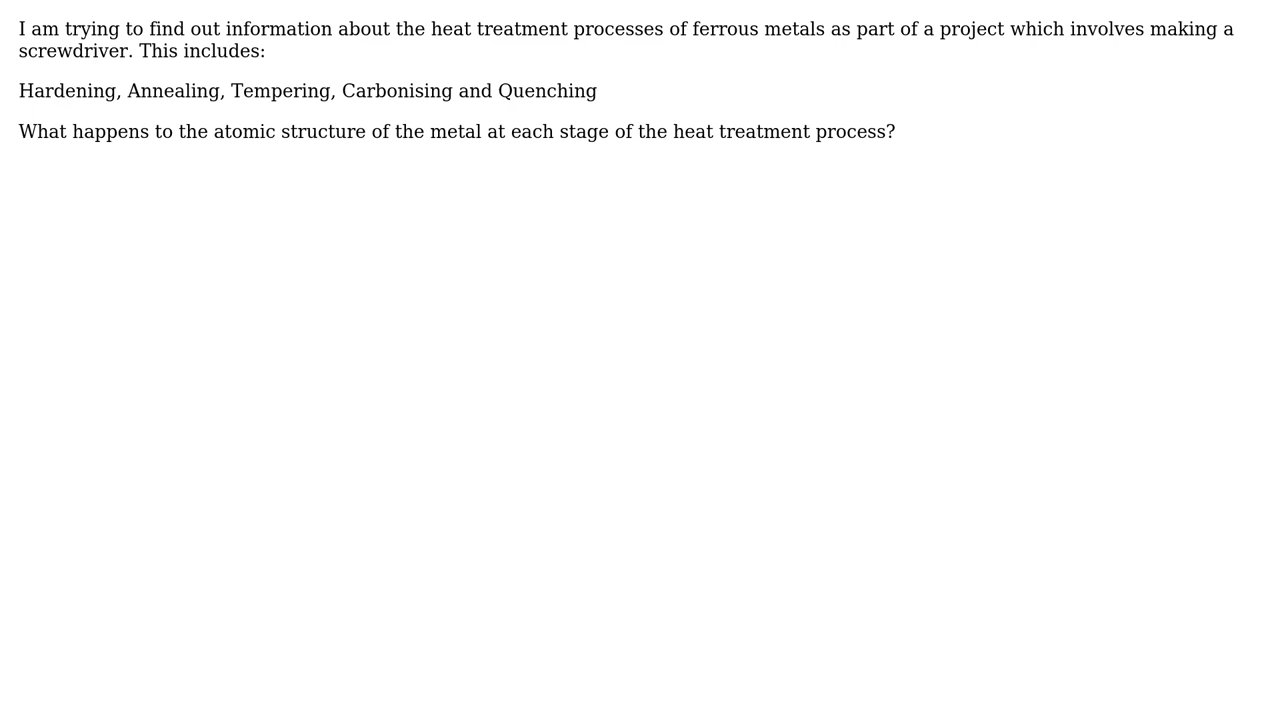 I am trying to find out information about the heat treatment processes of ferrous metals as part of a project which involves making a
screwdriver. This includes:
Hardening, Annealing, Tempering, Carbonising and Quenching
What happens to the atomic structure of the metal at each stage of the heat treatment process?